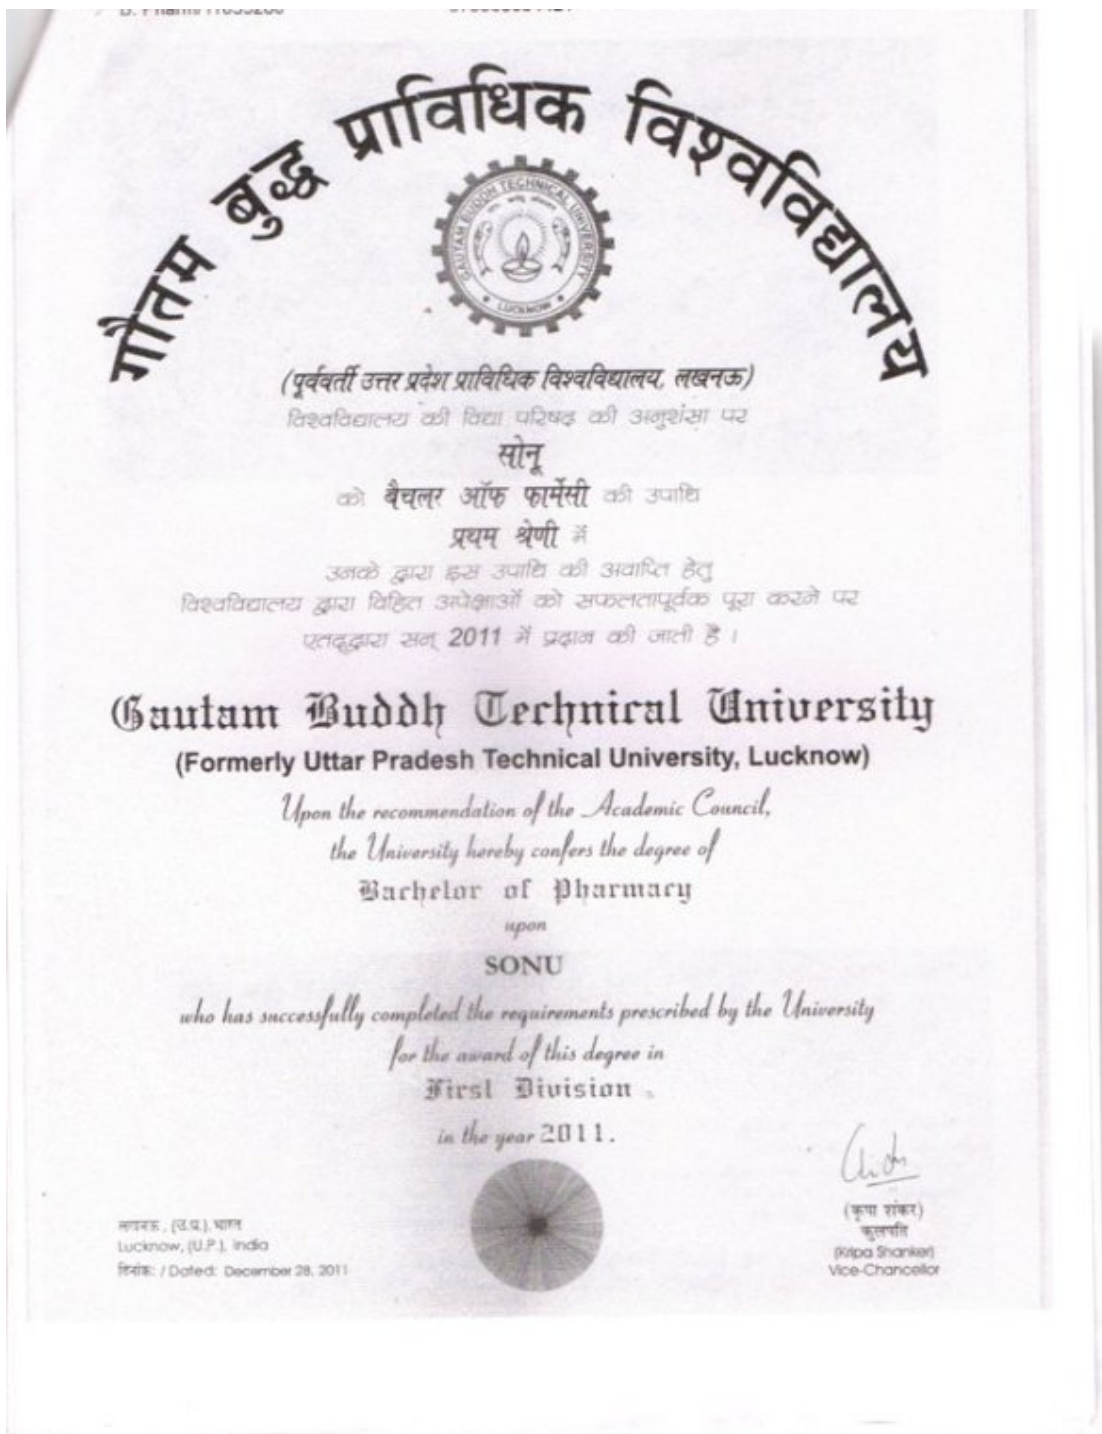 गौतम बुद्ध प्राविधिक विश्वविद्यालय
GAUTAM BUDDH TECHNICAL UNIVERSITY
LUCKNOW
(पूर्ववर्ती उत्तर प्रदेश प्राविधिक विश्वविद्यालय, लखनऊ)
विश्वविद्यालय की विद्या परिषद् की अनुशंसा पर
सोनू
को बैचलर ऑफ फार्मेसी की उपाधि
प्रथम श्रेणी में
उनके द्वारा इस उपाधि की अवाप्ति हेतु
विश्वविद्यालय द्वारा विहित अपेक्षाओं को सफलतापूर्वक पूरा करने पर
एतद्द्वारा सन् 2011 में प्रदान की जाती है ।
Gautam Buddh Technical University
(Formerly Uttar Pradesh Technical University, Lucknow)
Upon the recommendation of the Academic Council,
the University hereby confers the degree of
Bachelor of Pharmacy
upon
SONU
who has successfully completed the requirements prescribed by the University
for the award of this degree in
First Division
in the year 2011.
लखनऊ, (उ.प्र.), भारत
Lucknow, (U.P.), India
दिनांक: / Dated: December 28, 2011
(कृपा शंकर)
कुलपति
(Kripa Shanker)
Vice-Chancellor